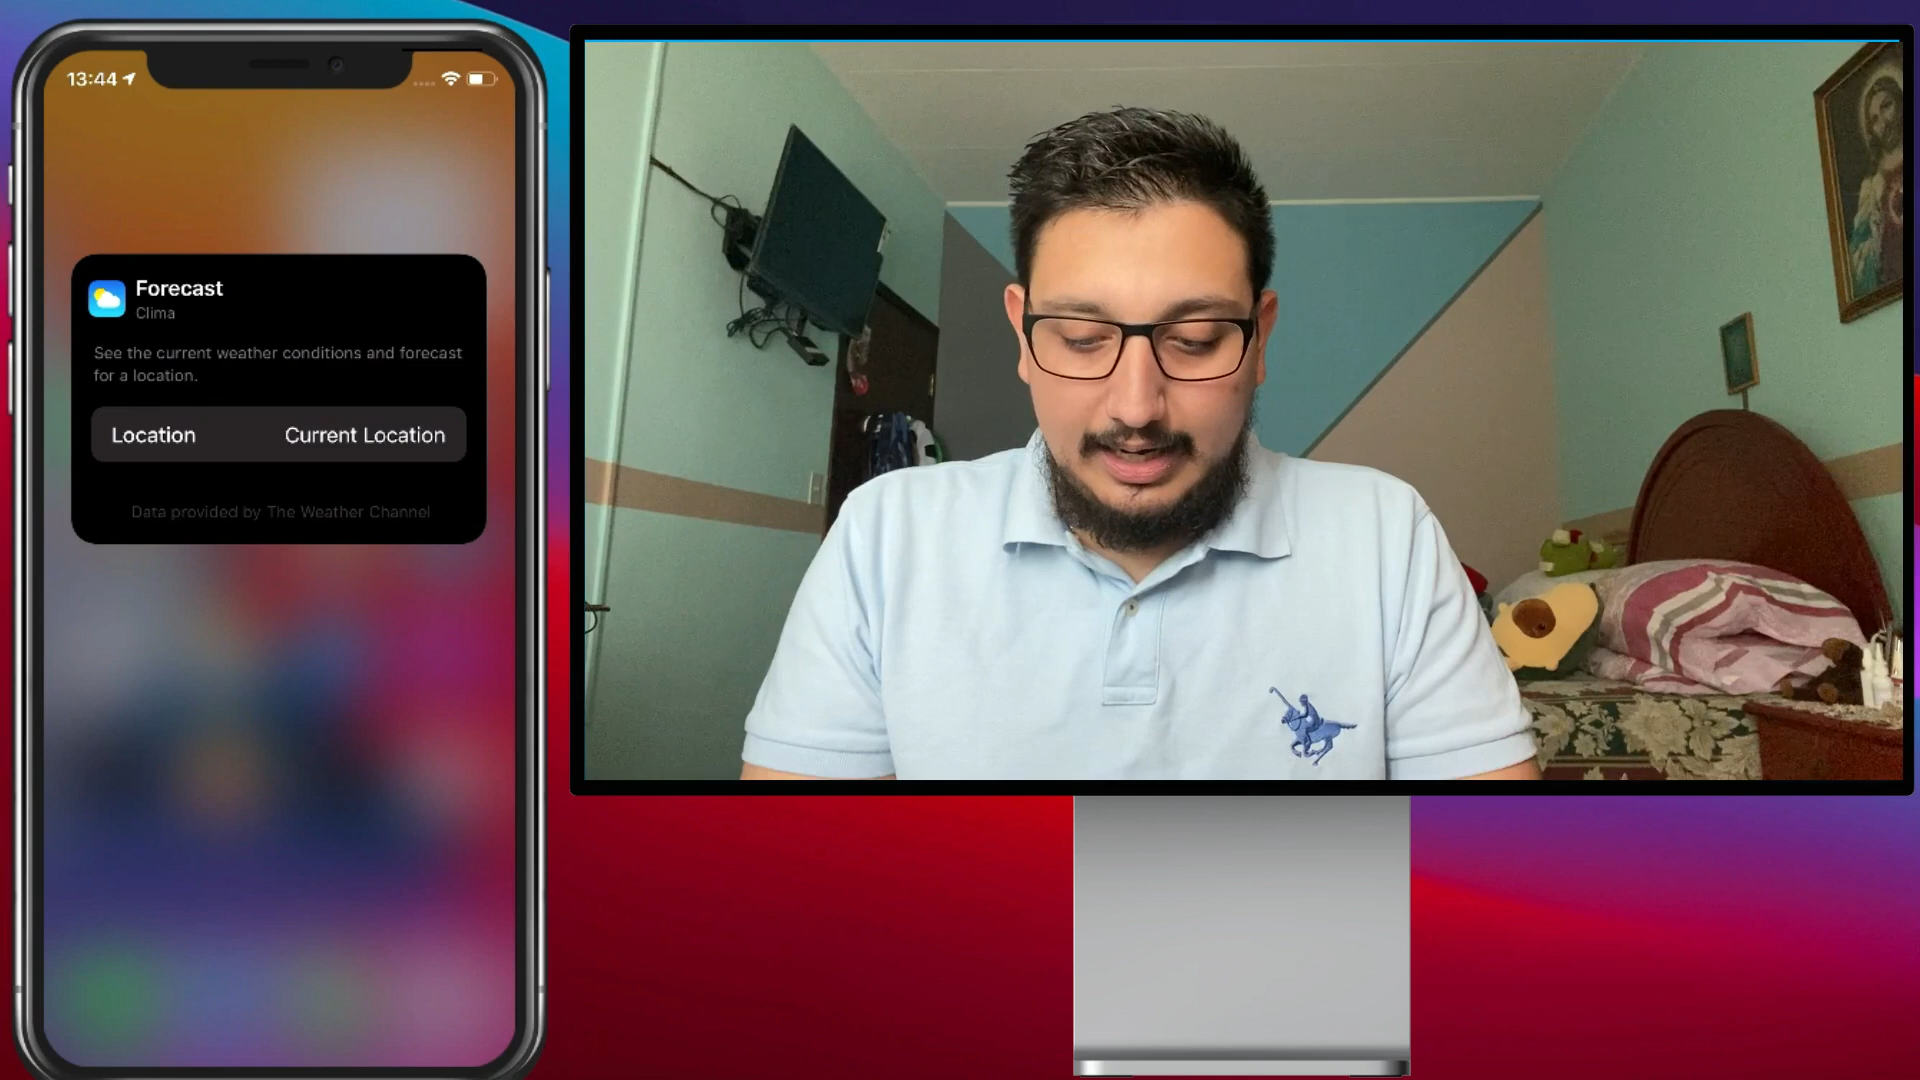 13:44
Forecast
Clima
See the current weather conditions and forecast
for a location.
Location Current Location
Data provided by The Weather Channel